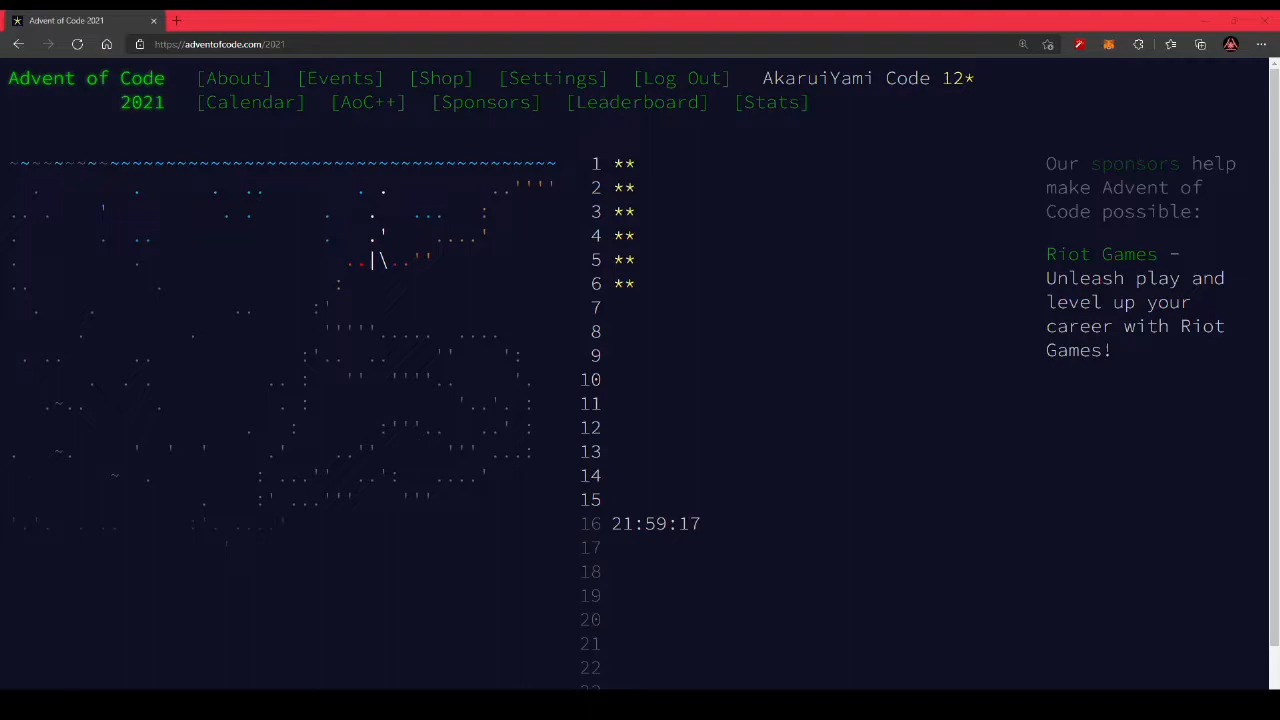 Advent of Code 2021
https://adventofcode.com/2021
Advent of Code [About] [Events] [Shop] [Settings] [Log Out] AkaruiYami Code 12*
2021 [Calendar] [AoC++] [Sponsors] [Leaderboard] [Stats]
1 **
2 **
3 **
4 **
5 **
6 **
7
8
9
10
11
12
13
14
15
16 21:59:17
17
18
19
20
21
22
Our sponsors help
make Advent of
Code possible:
Riot Games -
Unleash play and
level up your
career with Riot
Games!